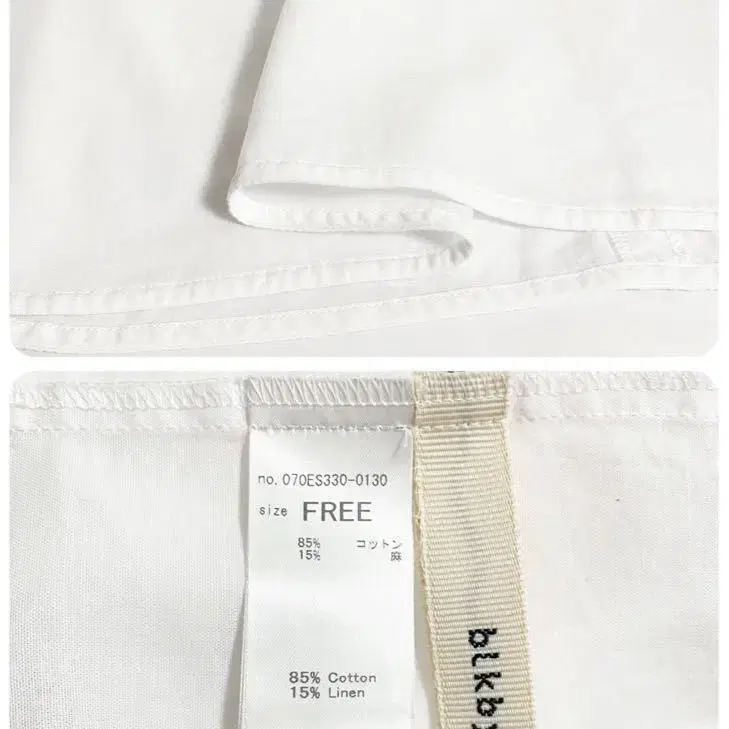 no. 070ES330-0130
size FREE
85% コットン
15% 麻
85% Cotton
15% Linen